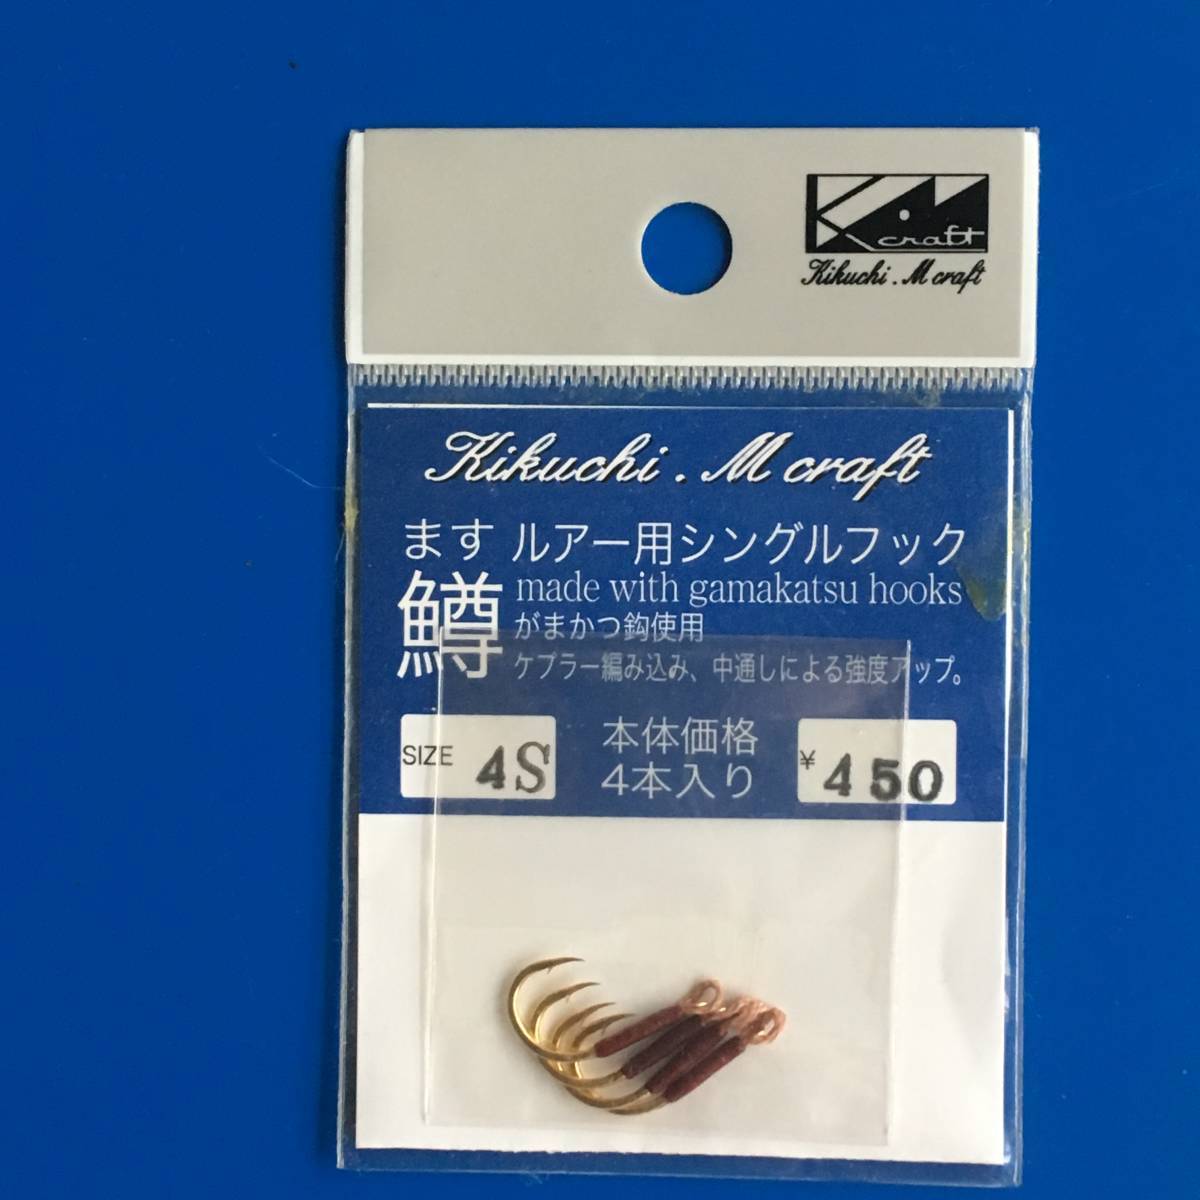 K craft
Kikuchi . M craft
Kikuchi . M craft
ます ルアー用シングルフック
鱒 made with gamakatsu hooks
がまかつ鈎使用
ケプラー編み込み、中通しによる強度アップ。
SIZE 4S 本体価格 ¥450
4本入り